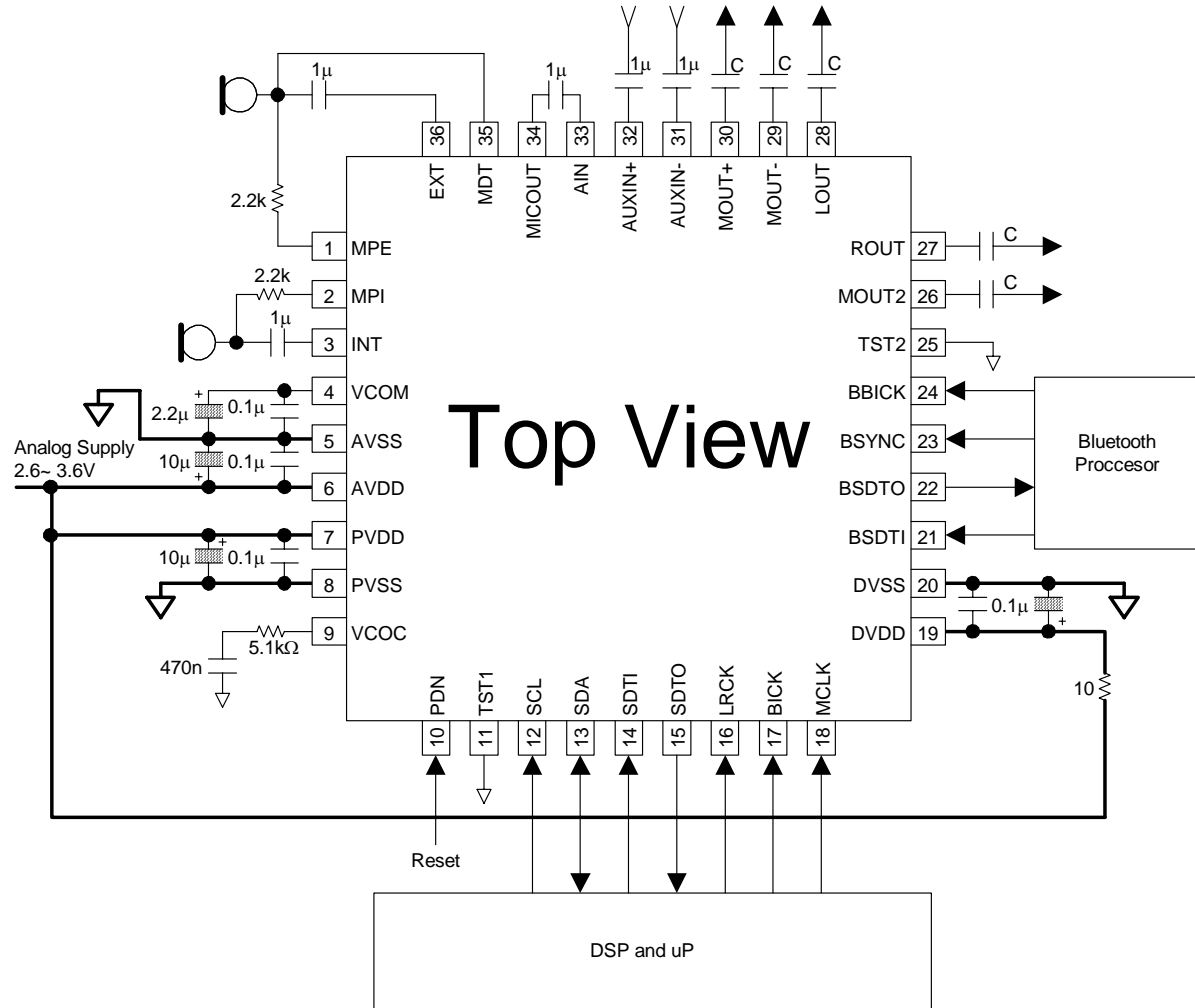 C
C
C
1μ
1μ
1μ
1μ
36
35
34
33
32
31
30
29
28
EXT
MDT
MICOUT
AIN
AUXIN+
AUXIN-
MOUT+
MOUT-
LOUT
2.2k
1
MPE
ROUT
27
C
2.2k
2
MPI
MOUT2
26
C
1μ
3
INT
TST2
25
Top View
+
2.2μ
0.1μ
4
VCOM
BBICK
24
5
AVSS
BSYNC
23
Bluetooth
Proccesor
Analog Supply
2.6~ 3.6V
10μ
0.1μ
+
6
AVDD
BSDTO
22
7
PVDD
BSDTI
21
+
10μ
0.1μ
8
PVSS
DVSS
20
0.1μ
+
9
VCOC
DVDD
19
5.1kΩ
470n
10
PDN
TST1
SCL
SDA
SDTI
SDTO
LRCK
BICK
MCLK
10
11
12
13
14
15
16
17
18
Reset
DSP and uP